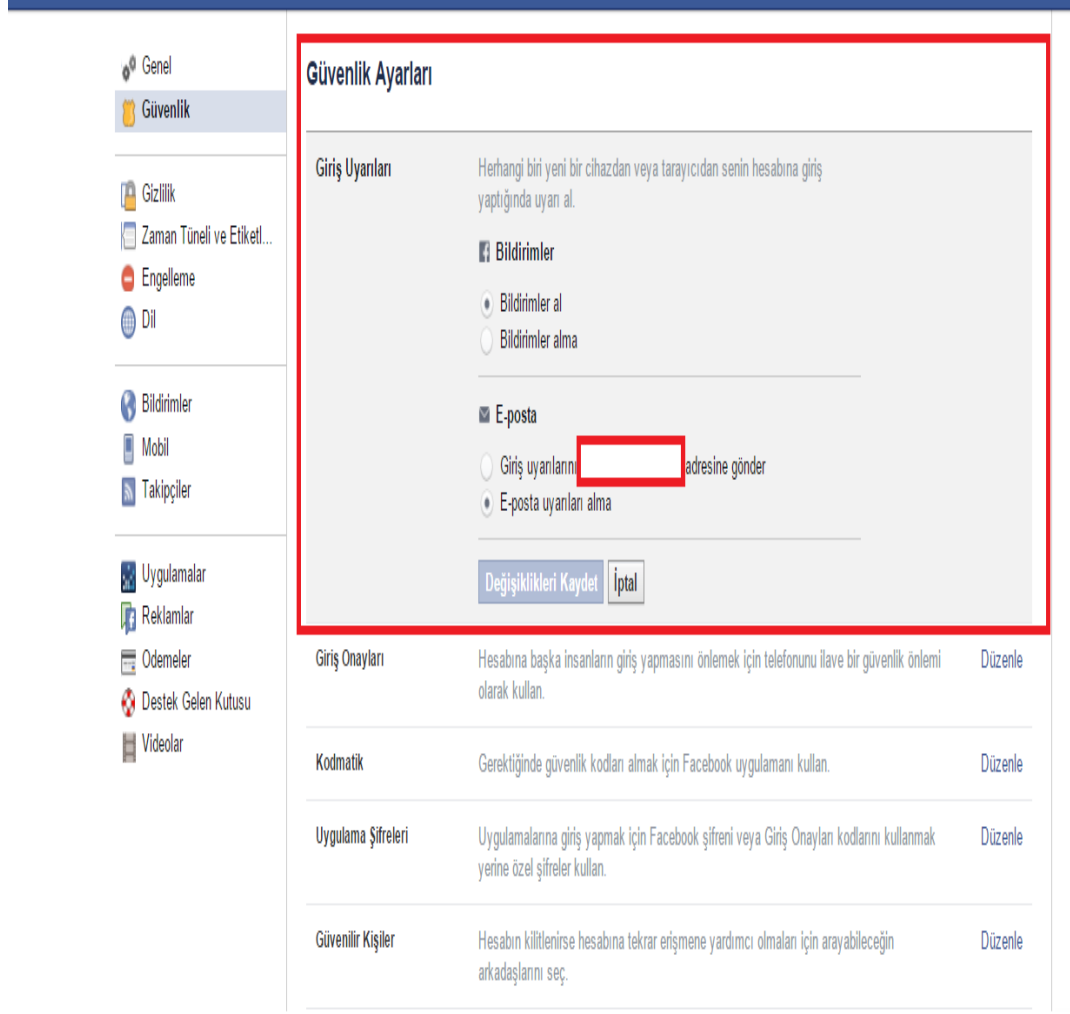 Genel
Güvenlik
Gizlilik
Zaman Tüneli ve Etiketl...
Engelleme
Dil
Bildirimler
Mobil
Takipçiler
Uygulamalar
Reklamlar
Ödemeler
Destek Gelen Kutusu
Videolar
Güvenlik Ayarları
Giriş Uyarıları
Herhangi biri yeni bir cihazdan veya tarayıcıdan senin hesabına giriş
yaptığında uyarı al.
Bildirimler
Bildirimler al
Bildirimler alma
E-posta
Giriş uyarılarını adresine gönder
E-posta uyarıları alma
Değişiklikleri Kaydet İptal
Giriş Onayları
Hesabına başka insanların giriş yapmasını önlemek için telefonunu ilave bir güvenlik önlemi
olarak kullan.
Düzenle
Kodmatik
Gerektiğinde güvenlik kodları almak için Facebook uygulamanı kullan.
Düzenle
Uygulama Şifreleri
Uygulamalarına giriş yapmak için Facebook şifreni veya Giriş Onayları kodlarını kullanmak
yerine özel şifreler kullan.
Düzenle
Güvenilir Kişiler
Hesabın kilitlenirse hesabına tekrar erişmene yardımcı olmaları için arayabileceğin
arkadaşlarını seç.
Düzenle